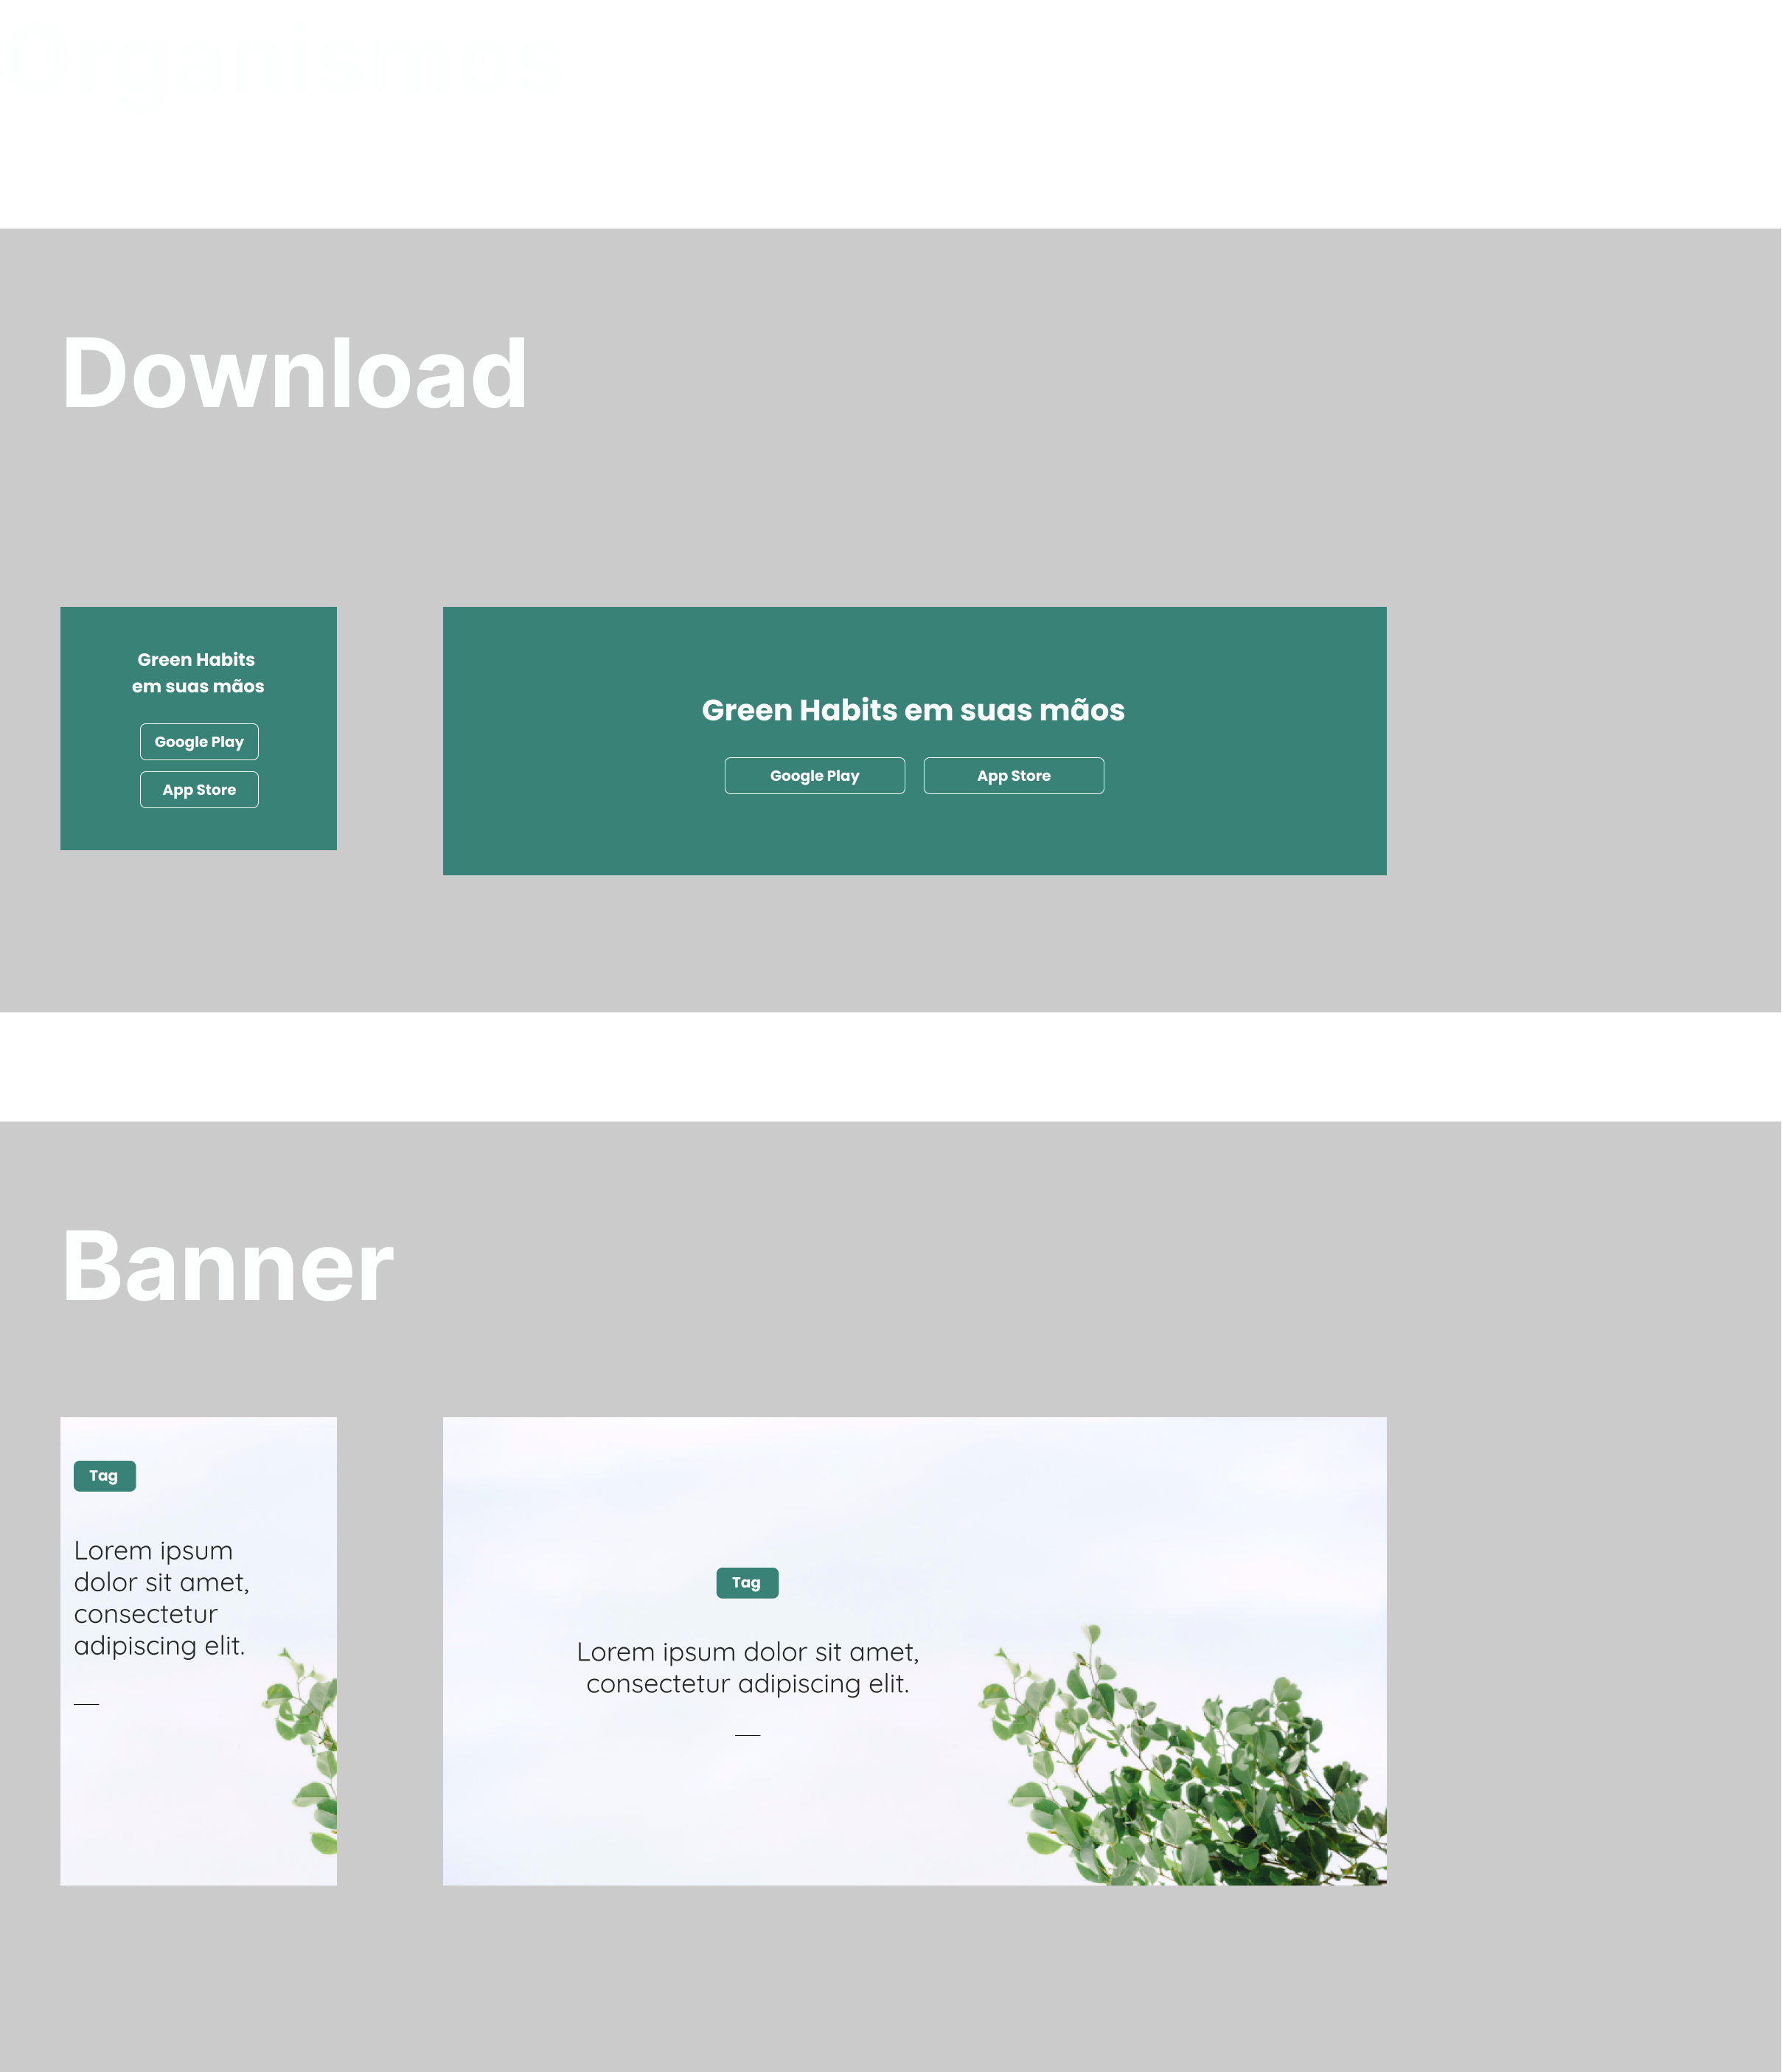 Organismos
Download
Green Habits
em suas mãos
Google Play
App Store
Green Habits em suas mãos
Google Play
App Store
Banner
Tag
Lorem ipsum
dolor sit amet,
consectetur
adipiscing elit.
Tag
Lorem ipsum dolor sit amet,
consectetur adipiscing elit.